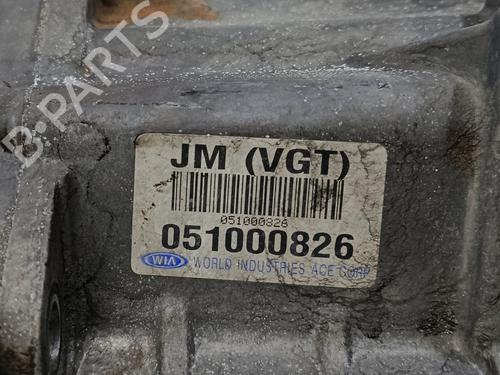 B-PARTS
JM (VGT)
051000826
051000826
WIA WORLD INDUSTRIES ACE CORP